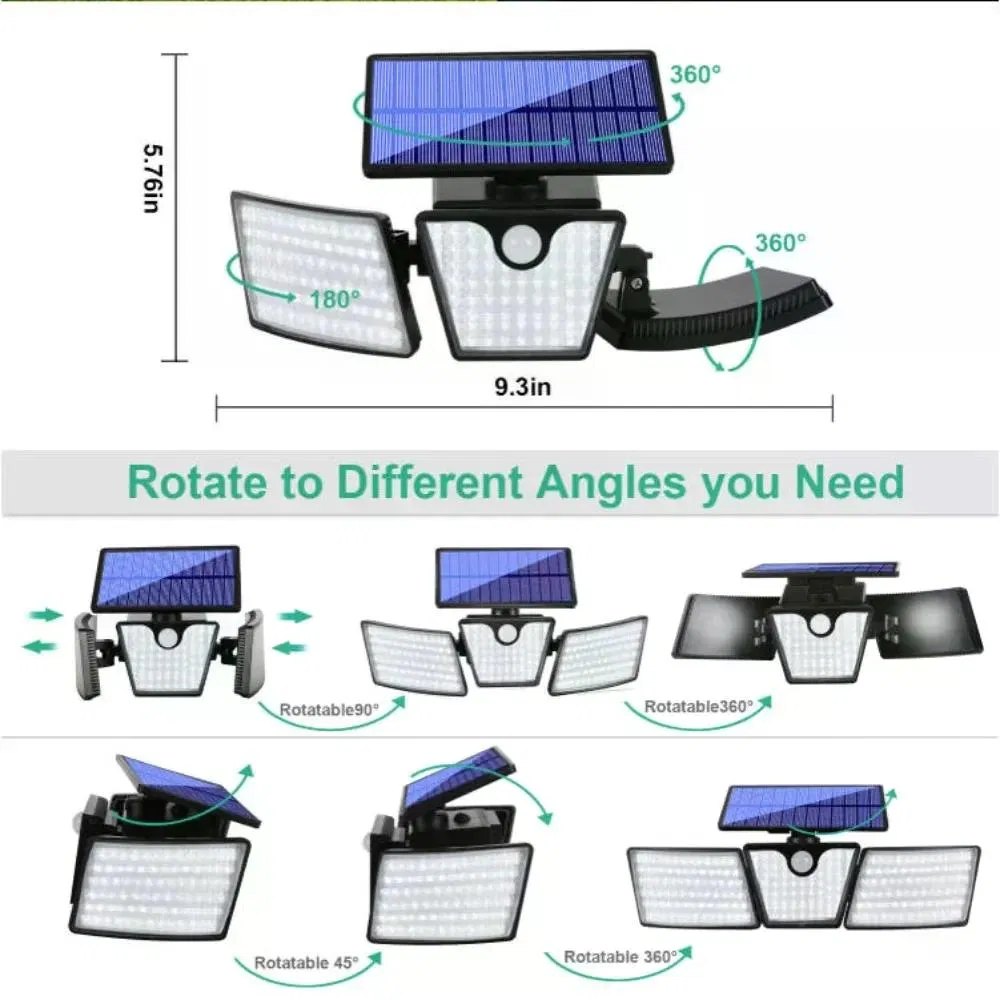 360°
5.76in
360°
180°
9.3in
Rotate to Different Angles you Need
Rotatable90°
Rotatable360°
Rotatable 45°
Rotatable 360°